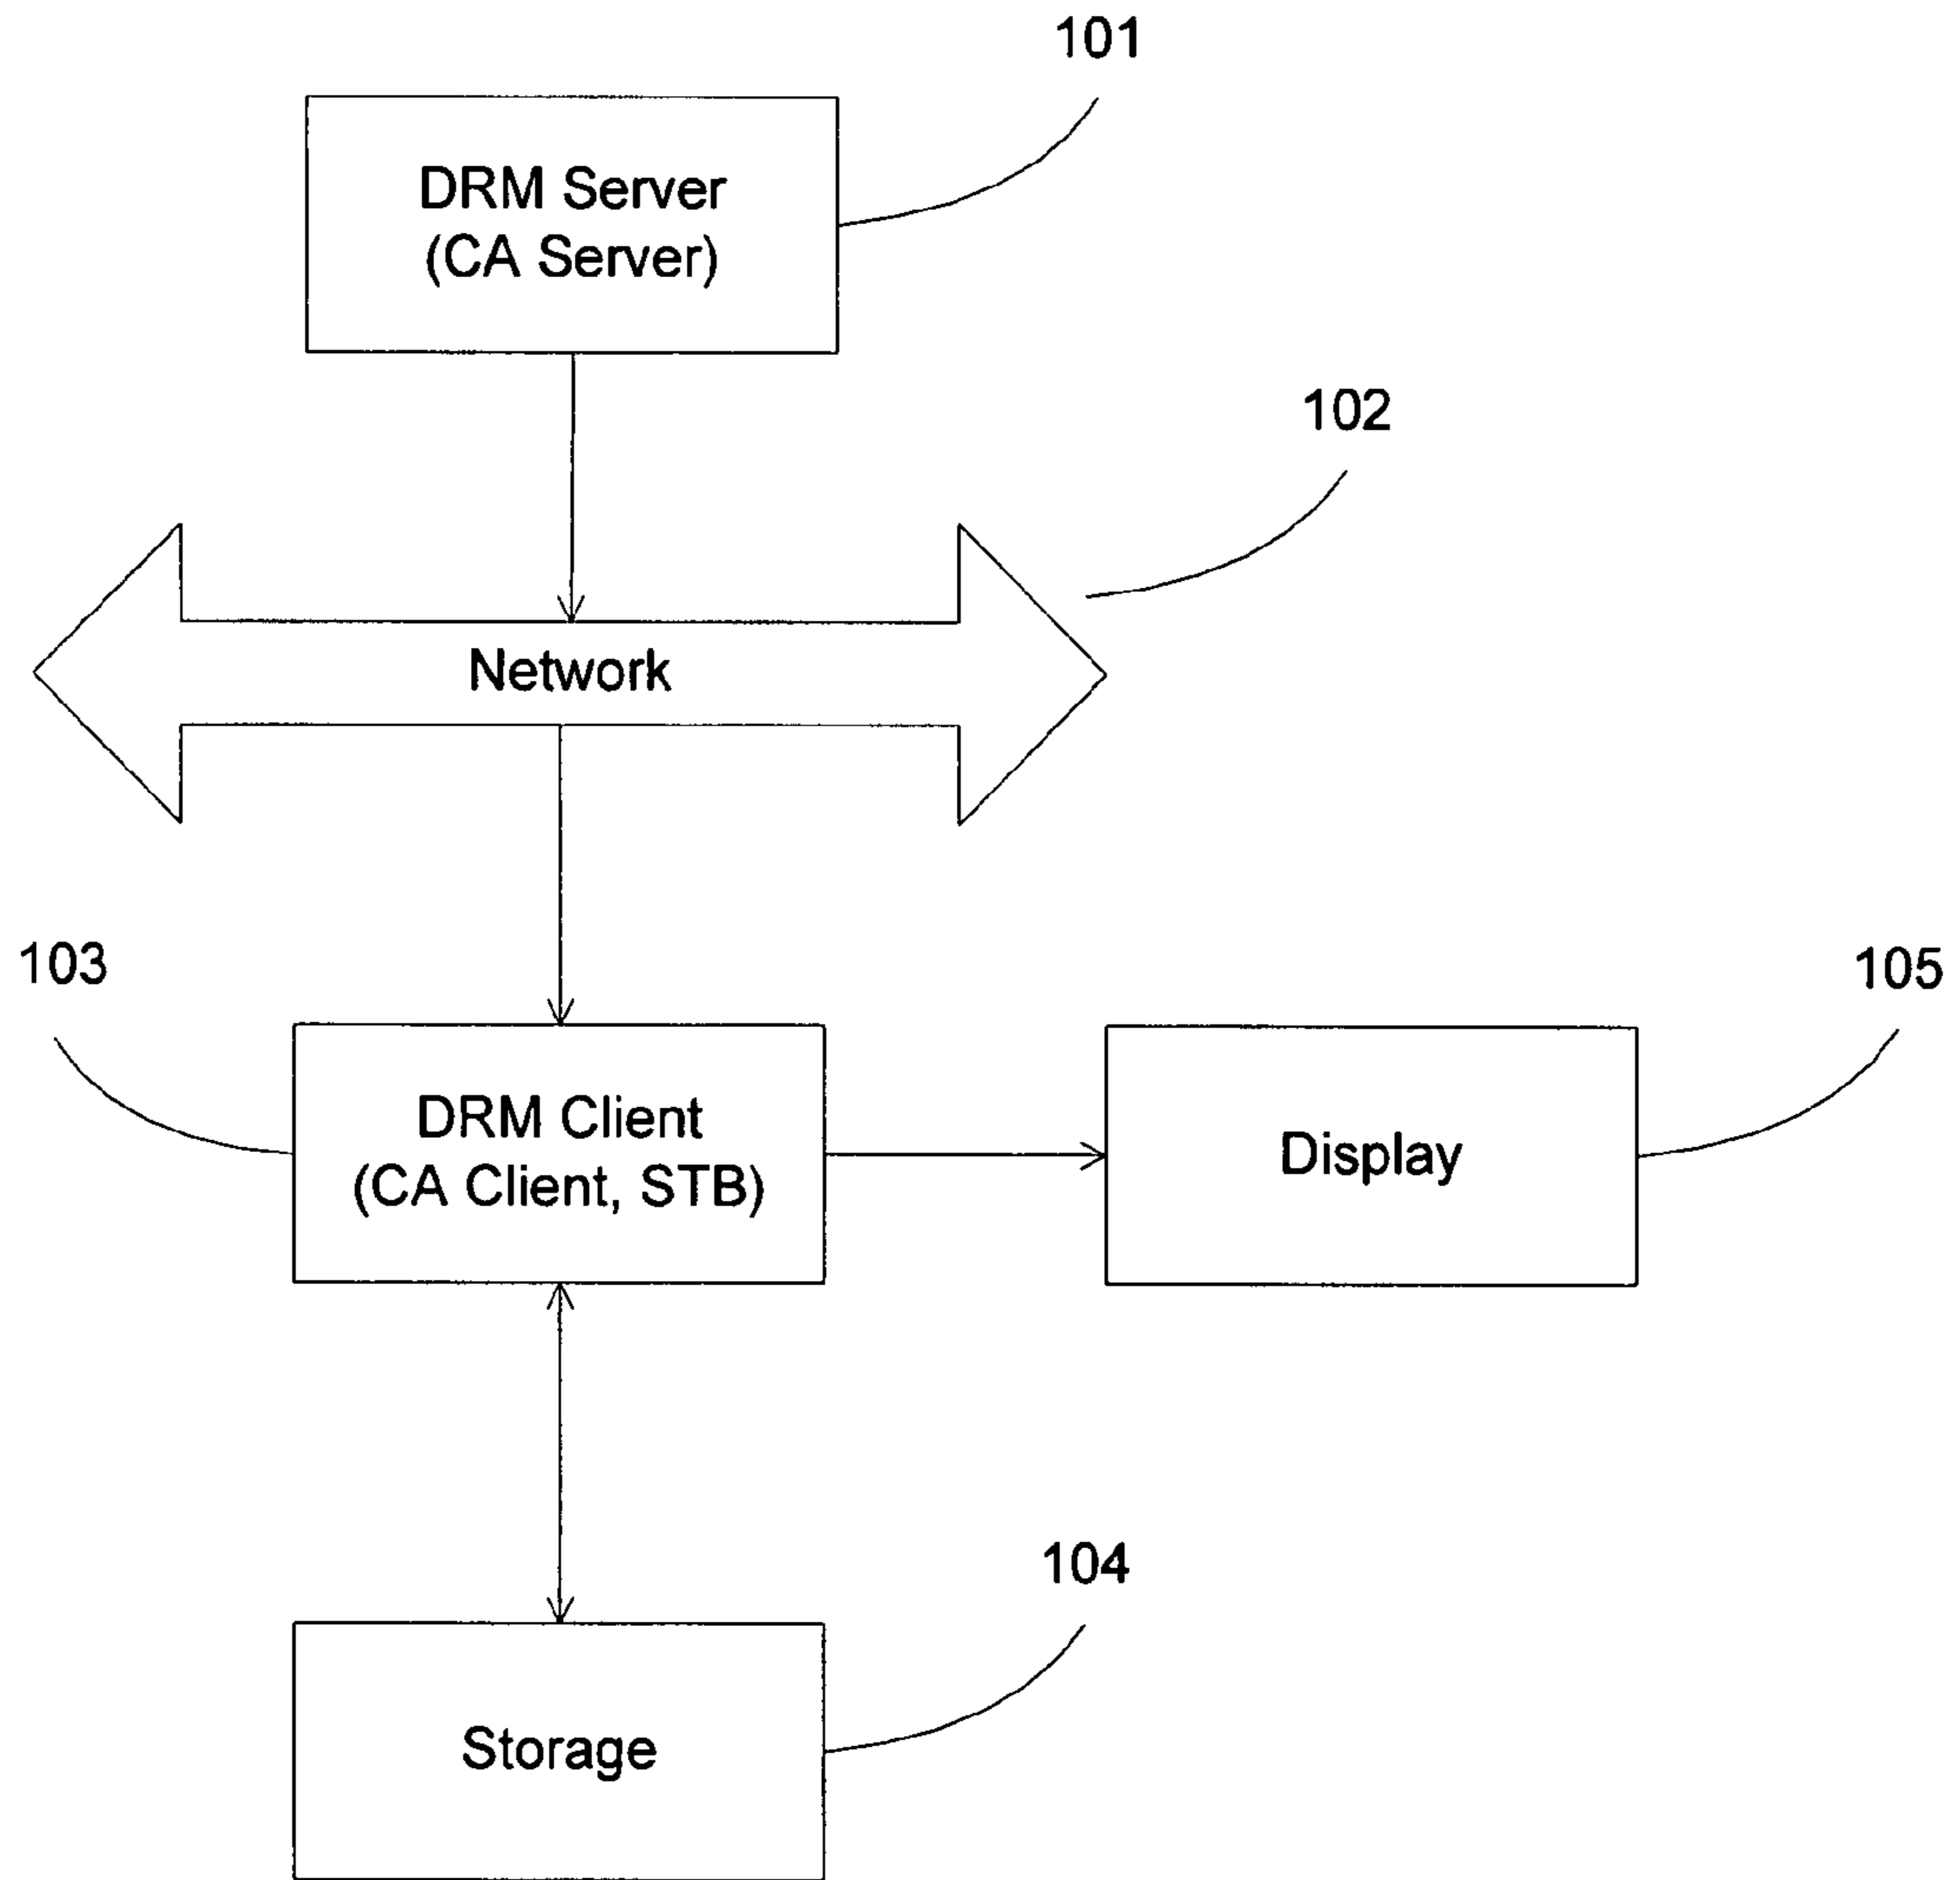 101
DRM Server
(CA Server)
102
Network
103
105
DRM Client
(CA Client, STB)
Display
104
Storage